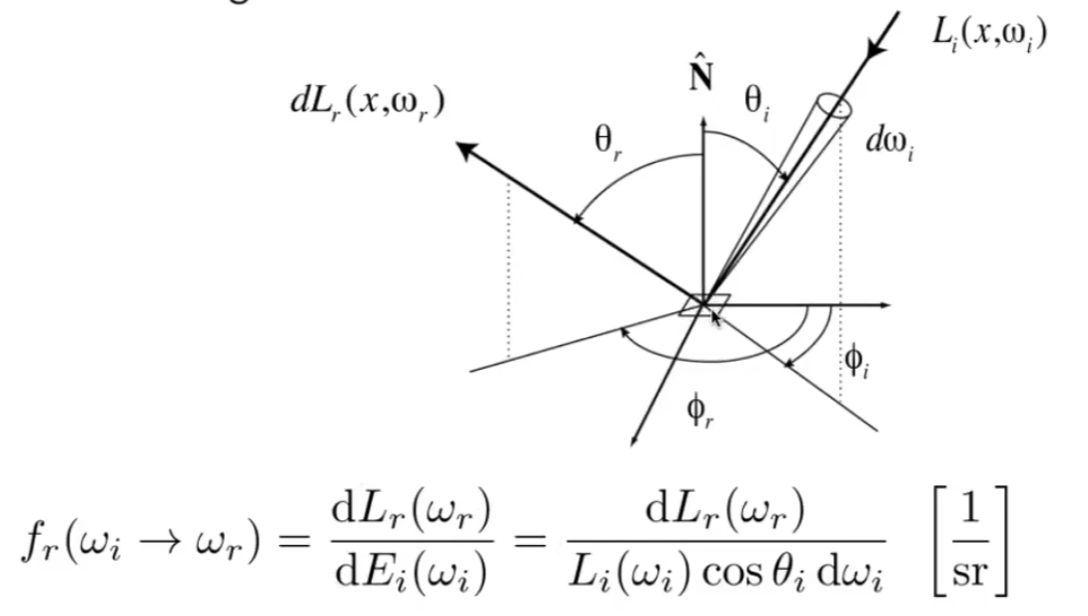 L_i(x,ω_i)
N̂
θ_i
dL_r(x,ω_r)
θ_r
dω_i
ϕ_i
ϕ_r
f_r(ω_i → ω_r) = dL_r(ω_r) / dE_i(ω_i) = dL_r(ω_r) / L_i(ω_i) cos θ_i dω_i [1 / sr]